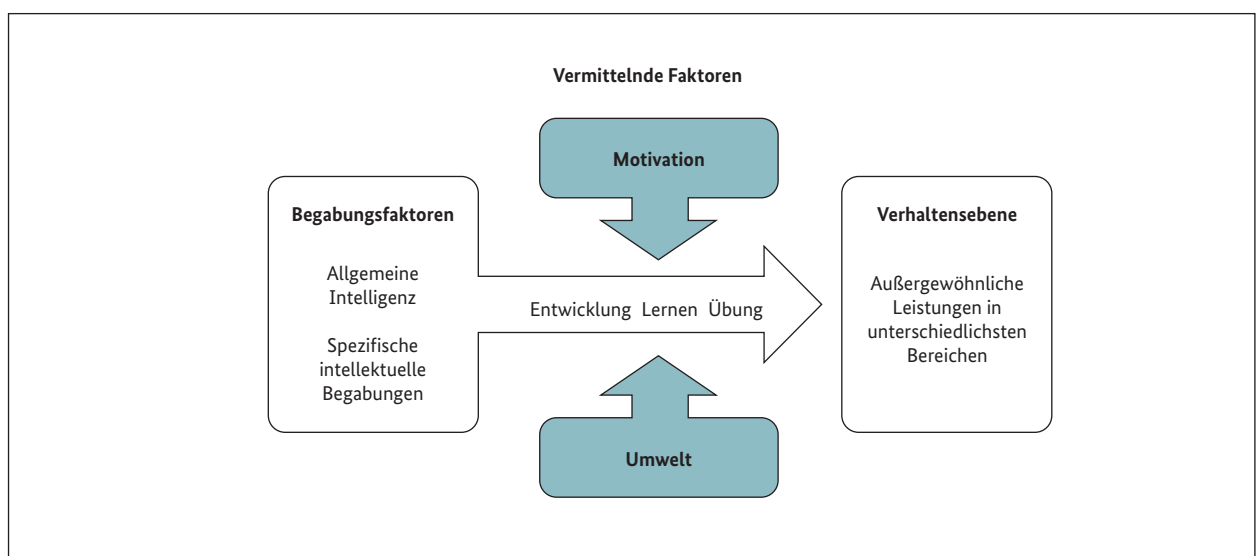 Vermittelnde Faktoren
Motivation
Begabungsfaktoren
Allgemeine
Intelligenz
Spezifische
intellektuelle
Begabungen
Entwicklung Lernen Übung
Verhaltensebene
Außergewöhnliche
Leistungen in
unterschiedlichsten
Bereichen
Umwelt